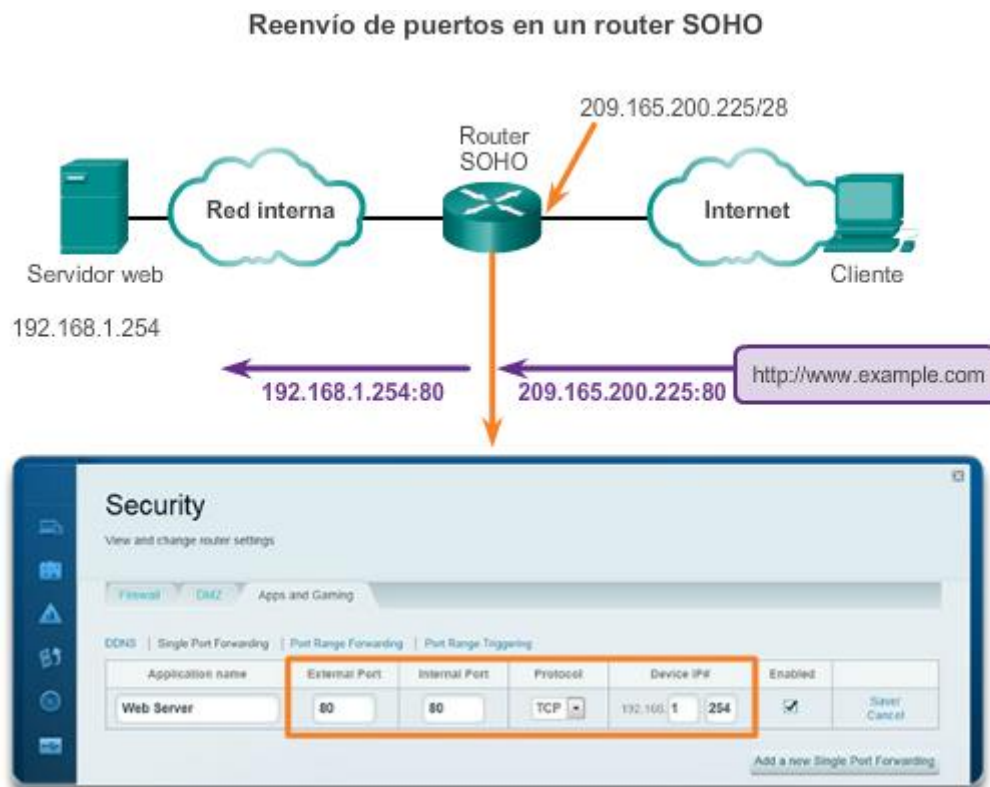 Reenvío de puertos en un router SOHO
209.165.200.225/28
Router
SOHO
Red interna
Internet
Servidor web
Cliente
192.168.1.254
192.168.1.254:80
209.165.200.225:80
http://www.example.com
Security
View and change router settings
Firewall DMZ Apps and Gaming
DDNS | Single Port Forwarding | Port Range Forwarding | Port Range Triggering
Application name External Port Internal Port Protocol Device IP# Enabled
Web Server 80 80 TCP 192.168. 1 254 Save/
Cancel
Add a new Single Port Forwarding